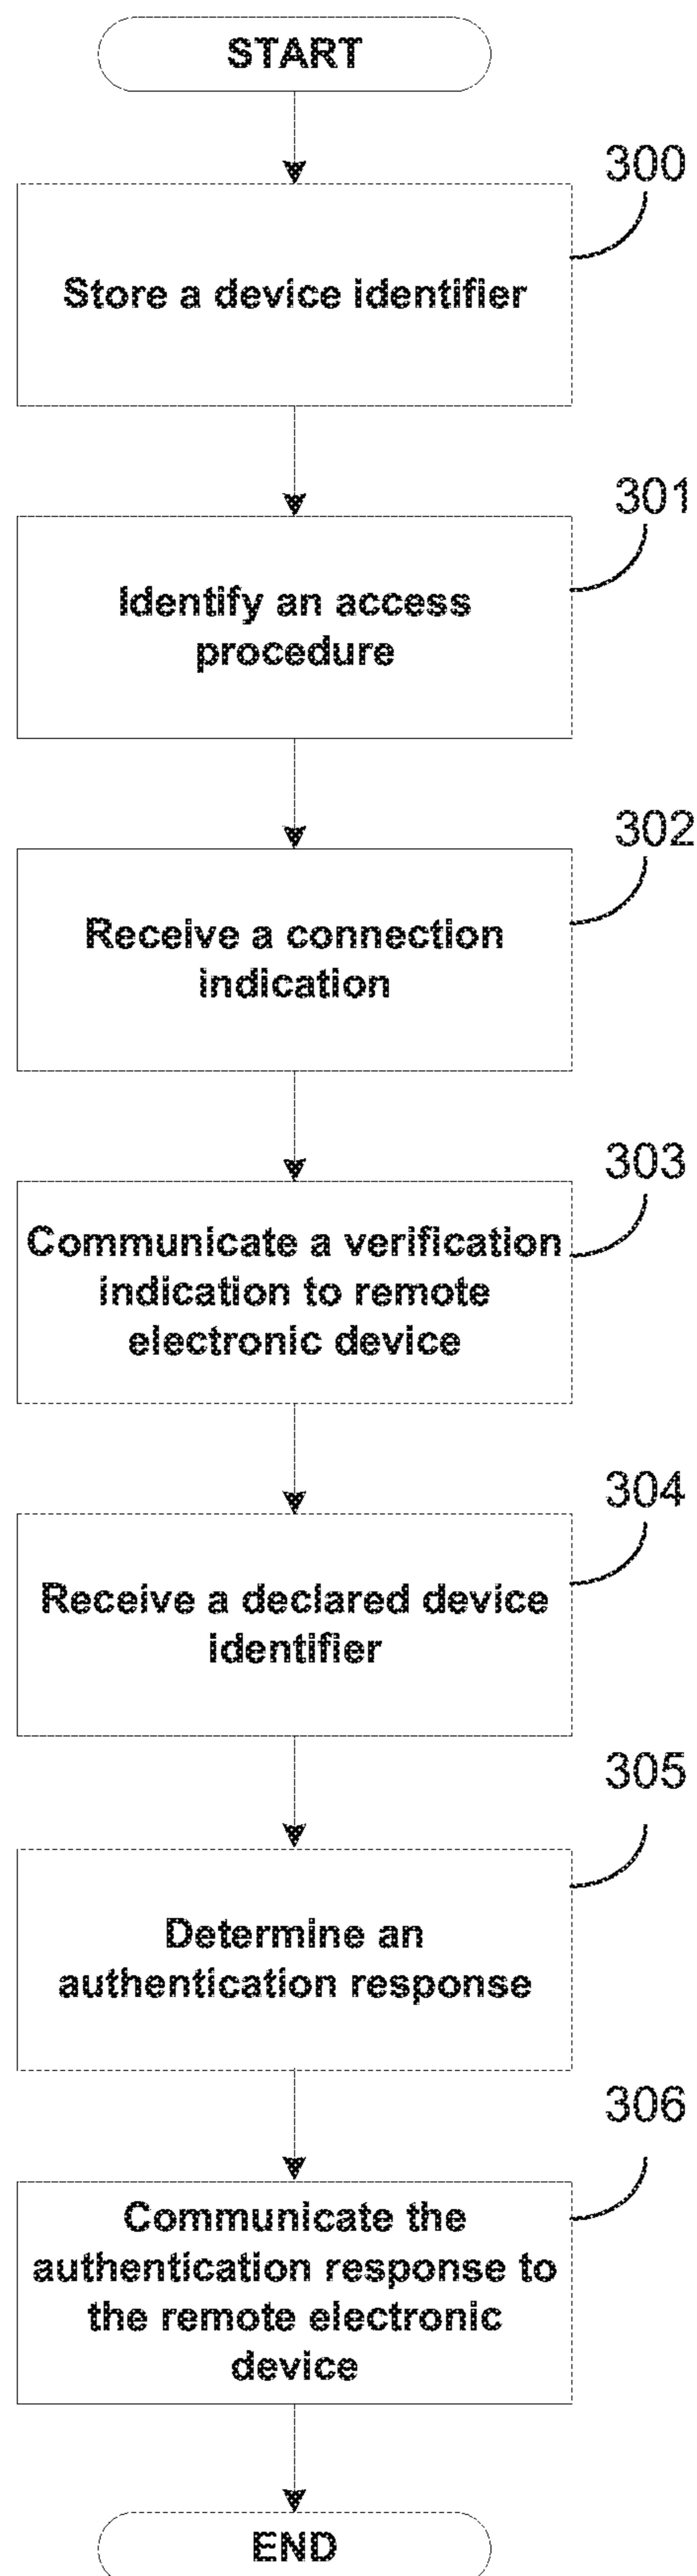 START
300
Store a device identifier
301
Identify an access
procedure
302
Receive a connection
indication
303
Communicate a verification
indication to remote
electronic device
304
Receive a declared device
identifier
305
Determine an
authentication response
306
Communicate the
authentication response to
the remote electronic
device
END